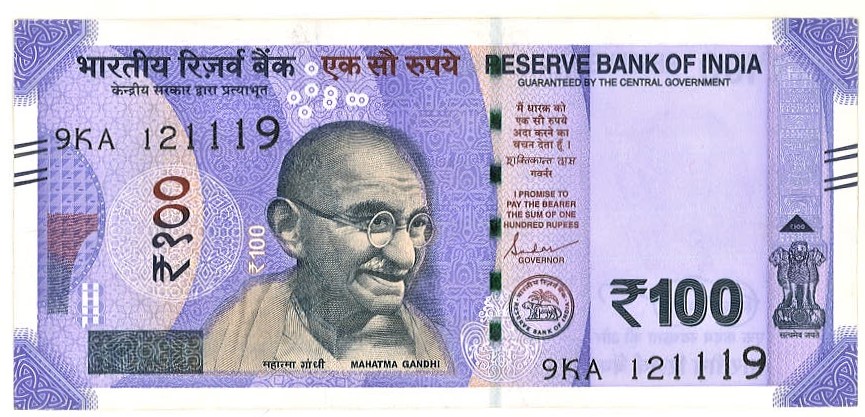 भारतीय रिज़र्व बैंक एक सौ रुपये
केन्द्रीय सरकार द्वारा प्रत्याभूत
RESERVE BANK OF INDIA
GUARANTEED BY THE CENTRAL GOVERNMENT
9KA 121119
₹१००
₹100
मैं धारक को
एक सौ रुपये
अदा करने का
वचन देता हूँ ।
शक्तिकान्त दास
गवर्नर
I PROMISE TO
PAY THE BEARER
THE SUM OF ONE
HUNDRED RUPEES
GOVERNOR
भारतीय रिज़र्व बैंक
RESERVE BANK OF INDIA
₹100
₹100
सत्यमेव जयते
महात्मा गांधी MAHATMA GANDHI
9KA 121119